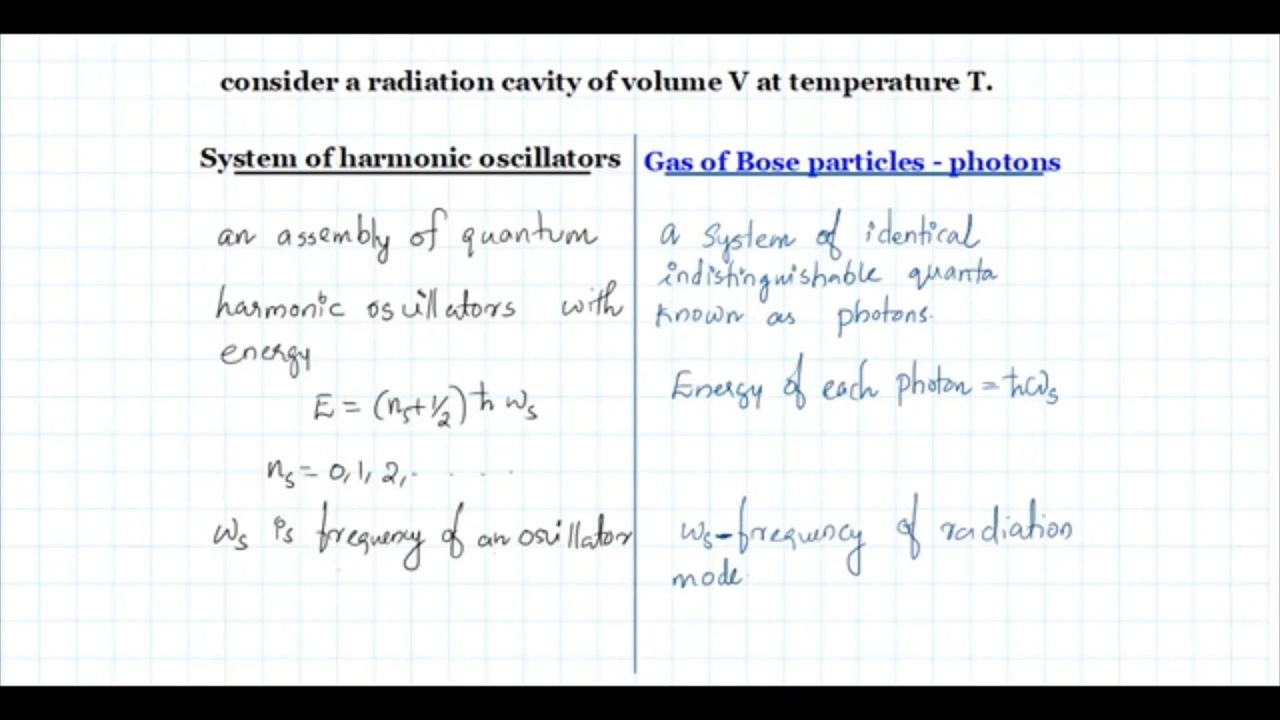 consider a radiation cavity of volume V at temperature T.
System of harmonic oscillators
an assembly of quantum
harmonic oscillators with
energy
E = (nₛ+1/2) ħ ωₛ
nₛ = 0, 1, 2, . . . .
ωₛ is frequency of an oscillator
Gas of Bose particles - photons
a system of identical
indistinguishable quanta
known as photons.
Energy of each photon = ħωₛ
ωₛ - frequency of radiation
mode.